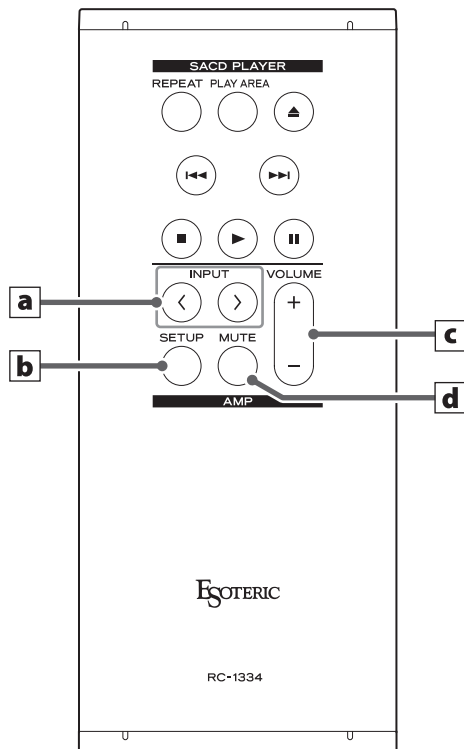 SACD PLAYER
REPEAT PLAY AREA
INPUT VOLUME
a
+
c
SETUP MUTE
b
−
d
AMP
ESOTERIC
RC-1334